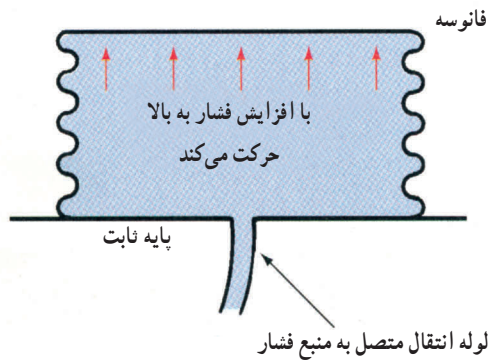 فانوسه
با افزایش فشار به بالا
حرکت می‌کند
پایه ثابت
لوله انتقال متصل به منبع فشار